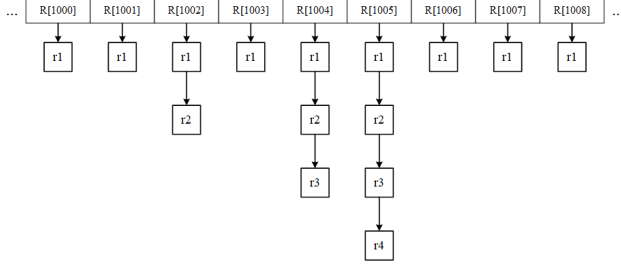 ... R[1000] R[1001] R[1002] R[1003] R[1004] R[1005] R[1006] R[1007] R[1008] ..
r1 r1 r1 r1 r1 r1 r1 r1 r1
r2 r2 r2
r3 r3
r4